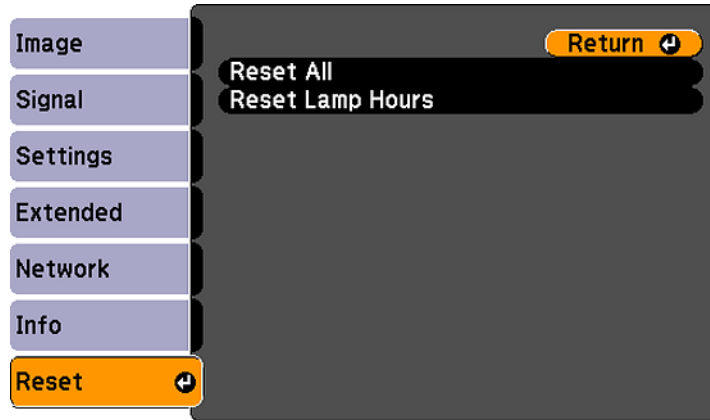 Image
Signal
Settings
Extended
Network
Info
Reset
Return
Reset All
Reset Lamp Hours